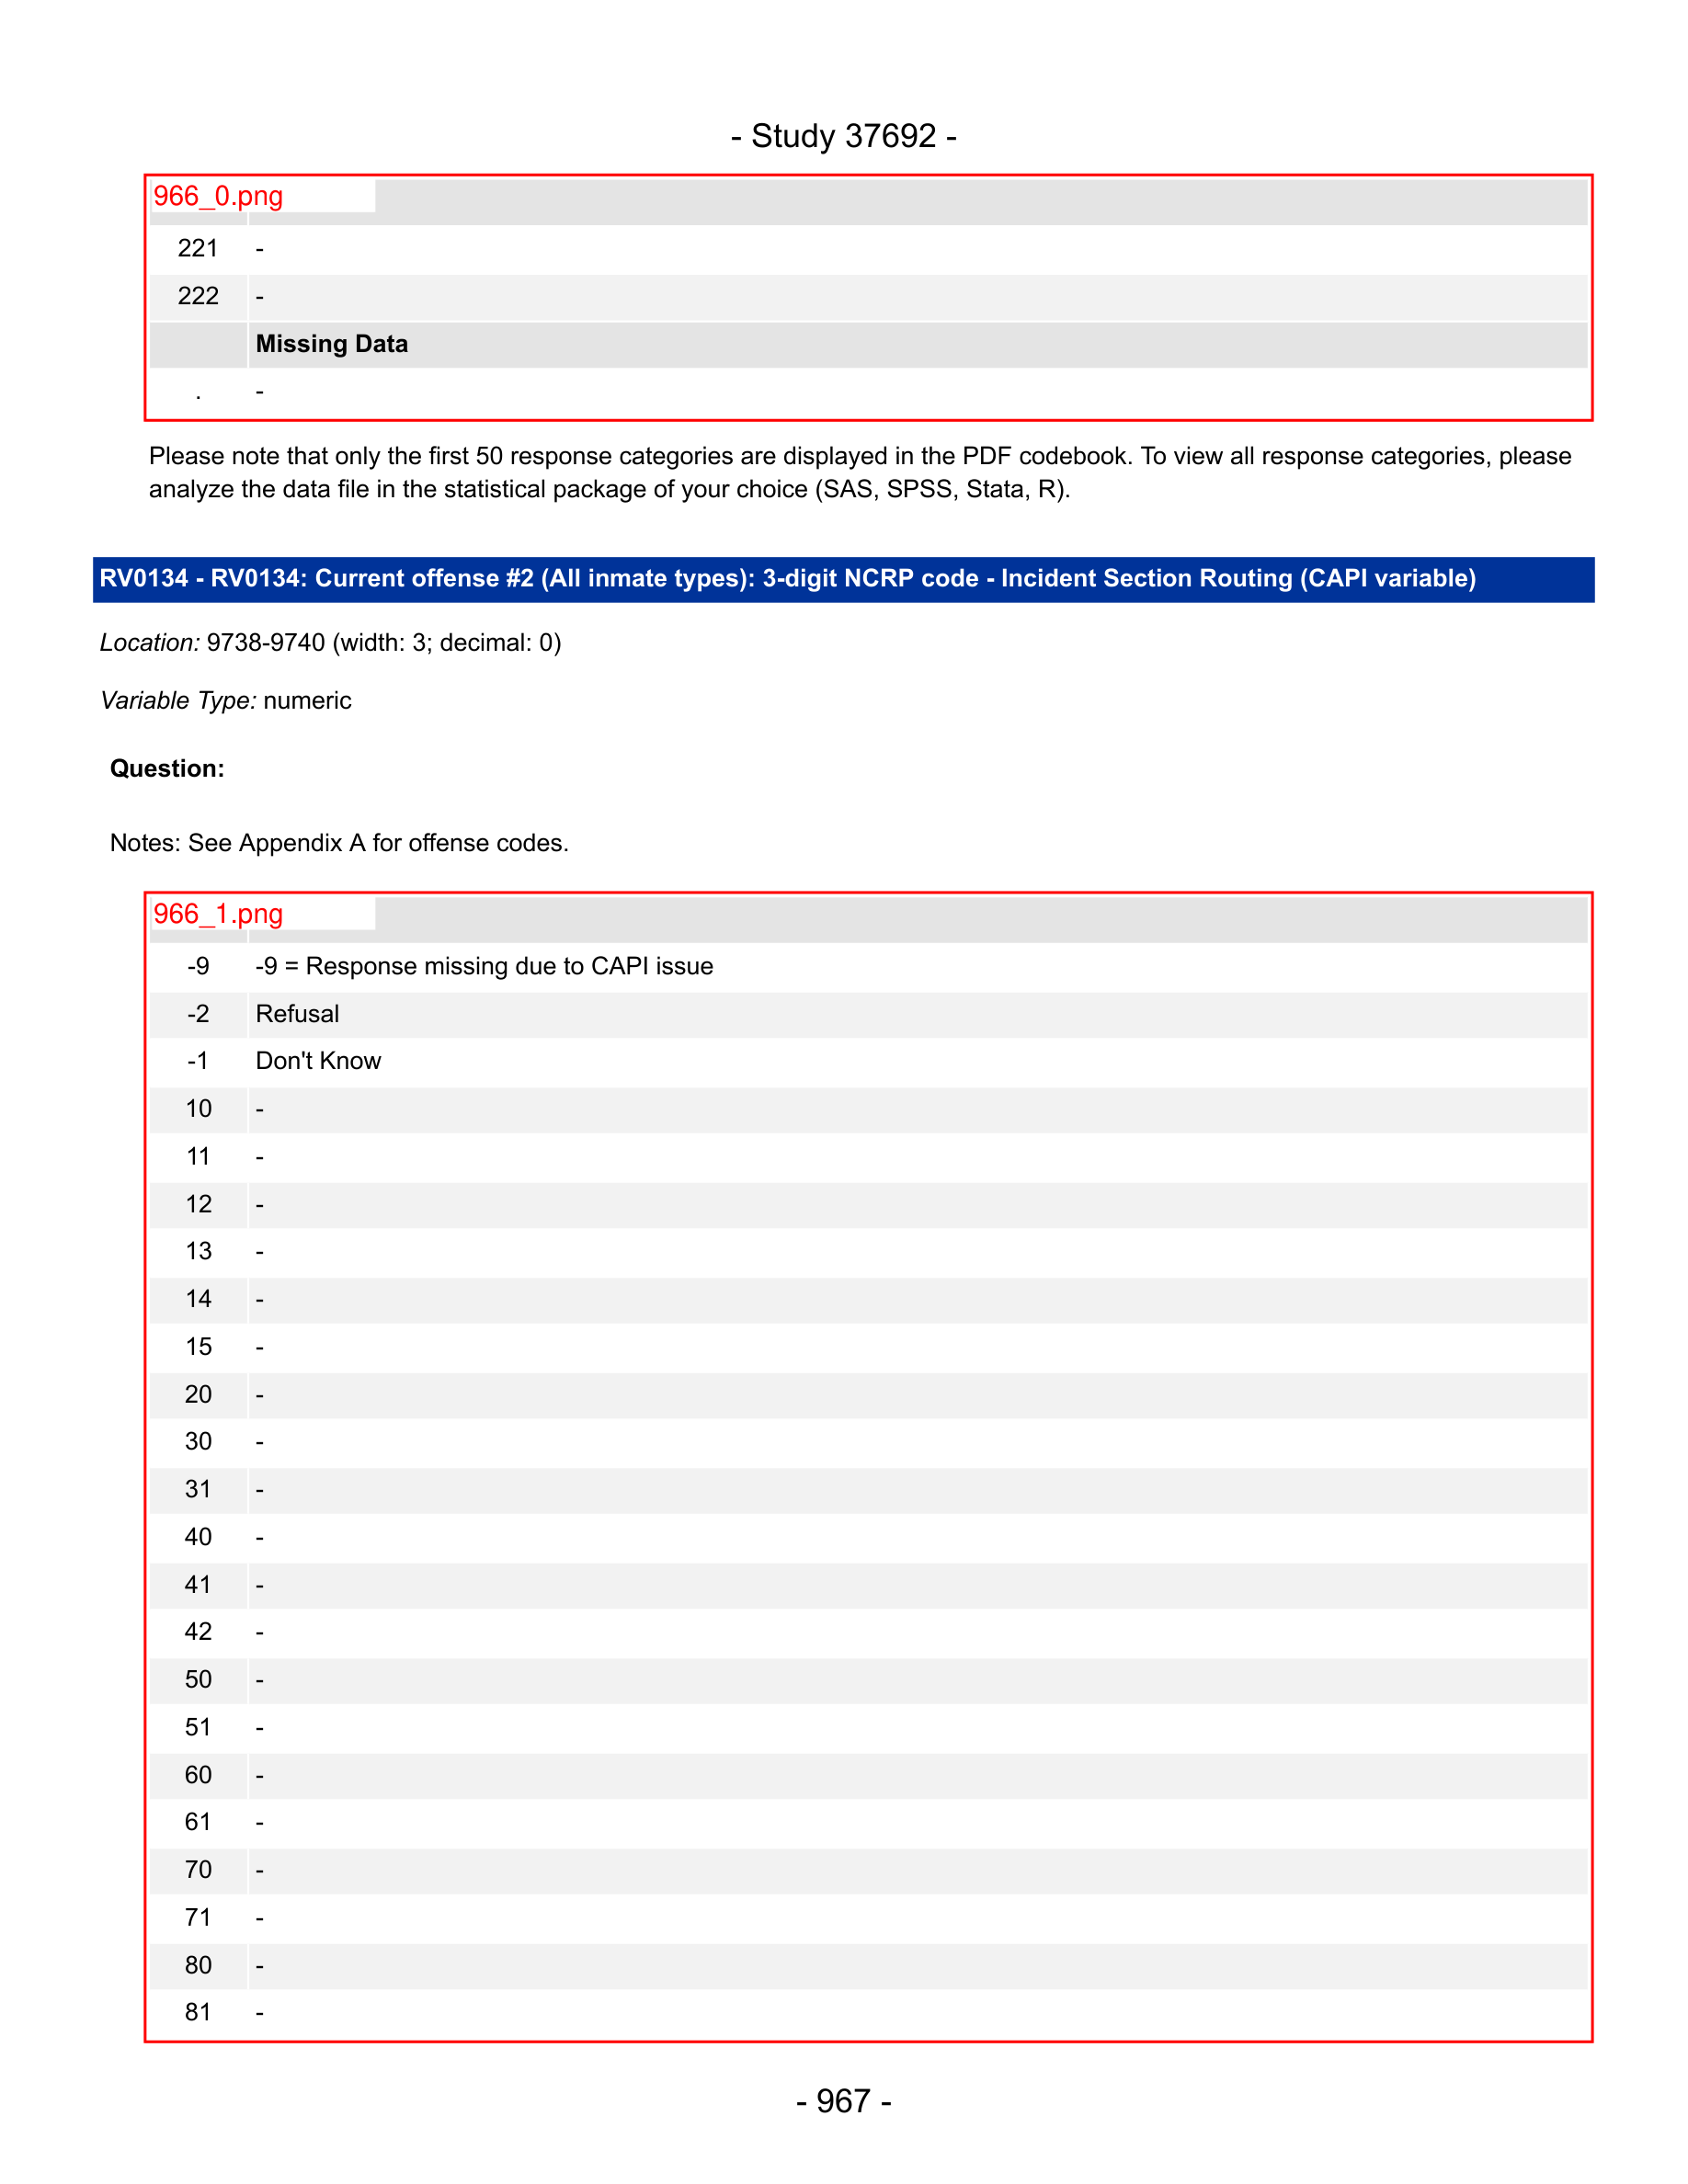 - Study 37692 -
966_0.png
221 -
222 -
Missing Data
. -
Please note that only the first 50 response categories are displayed in the PDF codebook. To view all response categories, please
analyze the data file in the statistical package of your choice (SAS, SPSS, Stata, R).
RV0134 - RV0134: Current offense #2 (All inmate types): 3-digit NCRP code - Incident Section Routing (CAPI variable)
Location: 9738-9740 (width: 3; decimal: 0)
Variable Type: numeric
Question:
Notes: See Appendix A for offense codes.
966_1.png
-9 -9 = Response missing due to CAPI issue
-2 Refusal
-1 Don't Know
10 -
11 -
12 -
13 -
14 -
15 -
20 -
30 -
31 -
40 -
41 -
42 -
50 -
51 -
60 -
61 -
70 -
71 -
80 -
81 -
- 967 -